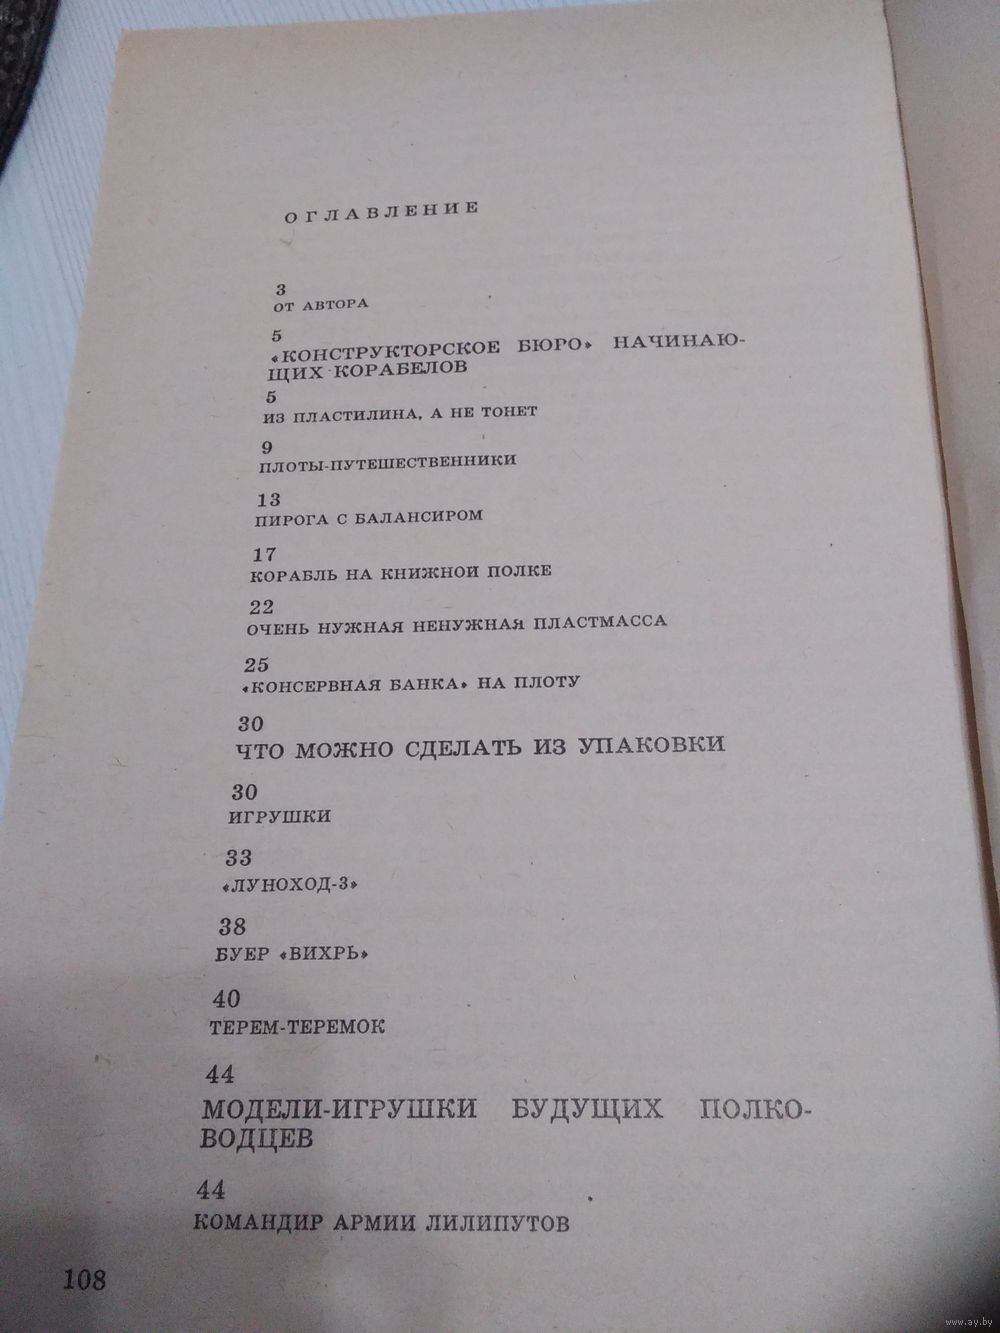 ОГЛАВЛЕНИЕ
3
ОТ АВТОРА
5
«КОНСТРУКТОРСКОЕ БЮРО» НАЧИНАЮ-
ЩИХ КОРАБЕЛОВ
5
ИЗ ПЛАСТИЛИНА, А НЕ ТОНЕТ
9
ПЛОТЫ-ПУТЕШЕСТВЕННИКИ
13
ПИРОГА С БАЛАНСИРОМ
17
КОРАБЛЬ НА КНИЖНОЙ ПОЛКЕ
22
ОЧЕНЬ НУЖНАЯ НЕНУЖНАЯ ПЛАСТМАССА
25
«КОНСЕРВНАЯ БАНКА» НА ПЛОТУ
30
ЧТО МОЖНО СДЕЛАТЬ ИЗ УПАКОВКИ
30
ИГРУШКИ
33
«ЛУНОХОД-3»
38
БУЕР «ВИХРЬ»
40
ТЕРЕМ-ТЕРЕМОК
44
МОДЕЛИ-ИГРУШКИ БУДУЩИХ ПОЛКО-
ВОДЦЕВ
44
КОМАНДИР АРМИИ ЛИЛИПУТОВ
108
www.ay.by